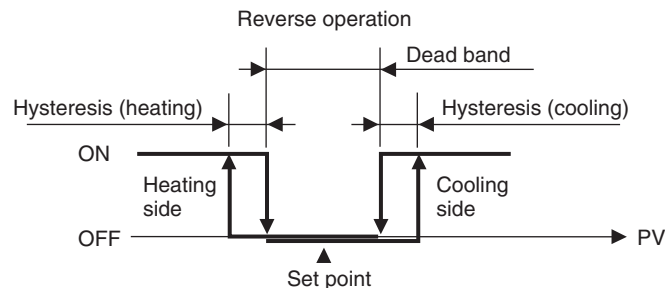 Reverse operation
Dead band
Hysteresis (heating)
Hysteresis (cooling)
ON
Heating
side
Cooling
side
OFF
PV
Set point